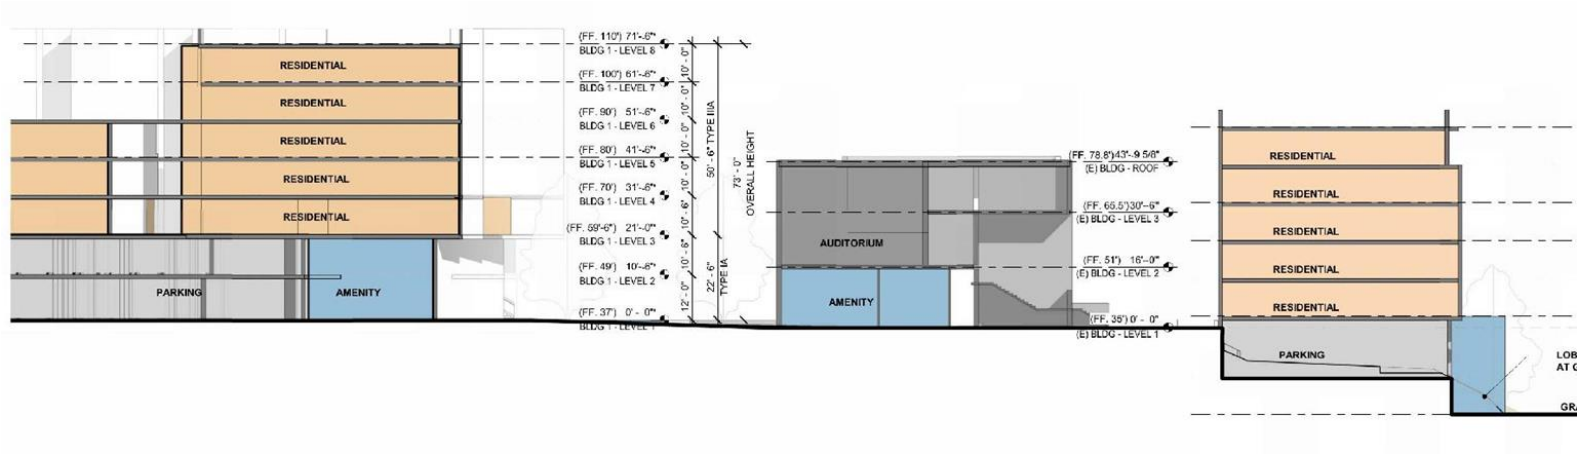 RESIDENTIAL
RESIDENTIAL
RESIDENTIAL
RESIDENTIAL
RESIDENTIAL
PARKING
AMENITY
(FF. 110') 71'-6"
BLDG 1 - LEVEL 8
(FF. 100') 61'-6"
BLDG 1 - LEVEL 7
(FF. 90') 51'-6"
BLDG 1 - LEVEL 6
(FF. 80') 41'-6"
BLDG 1 - LEVEL 5
(FF. 70') 31'-6"
BLDG 1 - LEVEL 4
(FF. 59'-6") 21'-0"
BLDG 1 - LEVEL 3
(FF. 49') 10'-6"
BLDG 1 - LEVEL 2
(FF. 37') 0' - 0"
BLDG 1 - LEVEL 1
10' - 0"
10' - 0"
10' - 0"
10' - 0"
10' - 6"
10' - 6"
12' - 0"
50' - 6" TYPE IIIA
22' - 6"
TYPE IA
73' - 0"
OVERALL HEIGHT
AUDITORIUM
AMENITY
(FF. 78.8') 43'-9 5/8"
(E) BLDG - ROOF
(FF. 65.5') 30'-6"
(E) BLDG - LEVEL 3
(FF. 51') 16'-0"
(E) BLDG - LEVEL 2
(FF. 35') 0' - 0"
(E) BLDG - LEVEL 1
RESIDENTIAL
RESIDENTIAL
RESIDENTIAL
RESIDENTIAL
RESIDENTIAL
PARKING
LOB
AT G
GRA